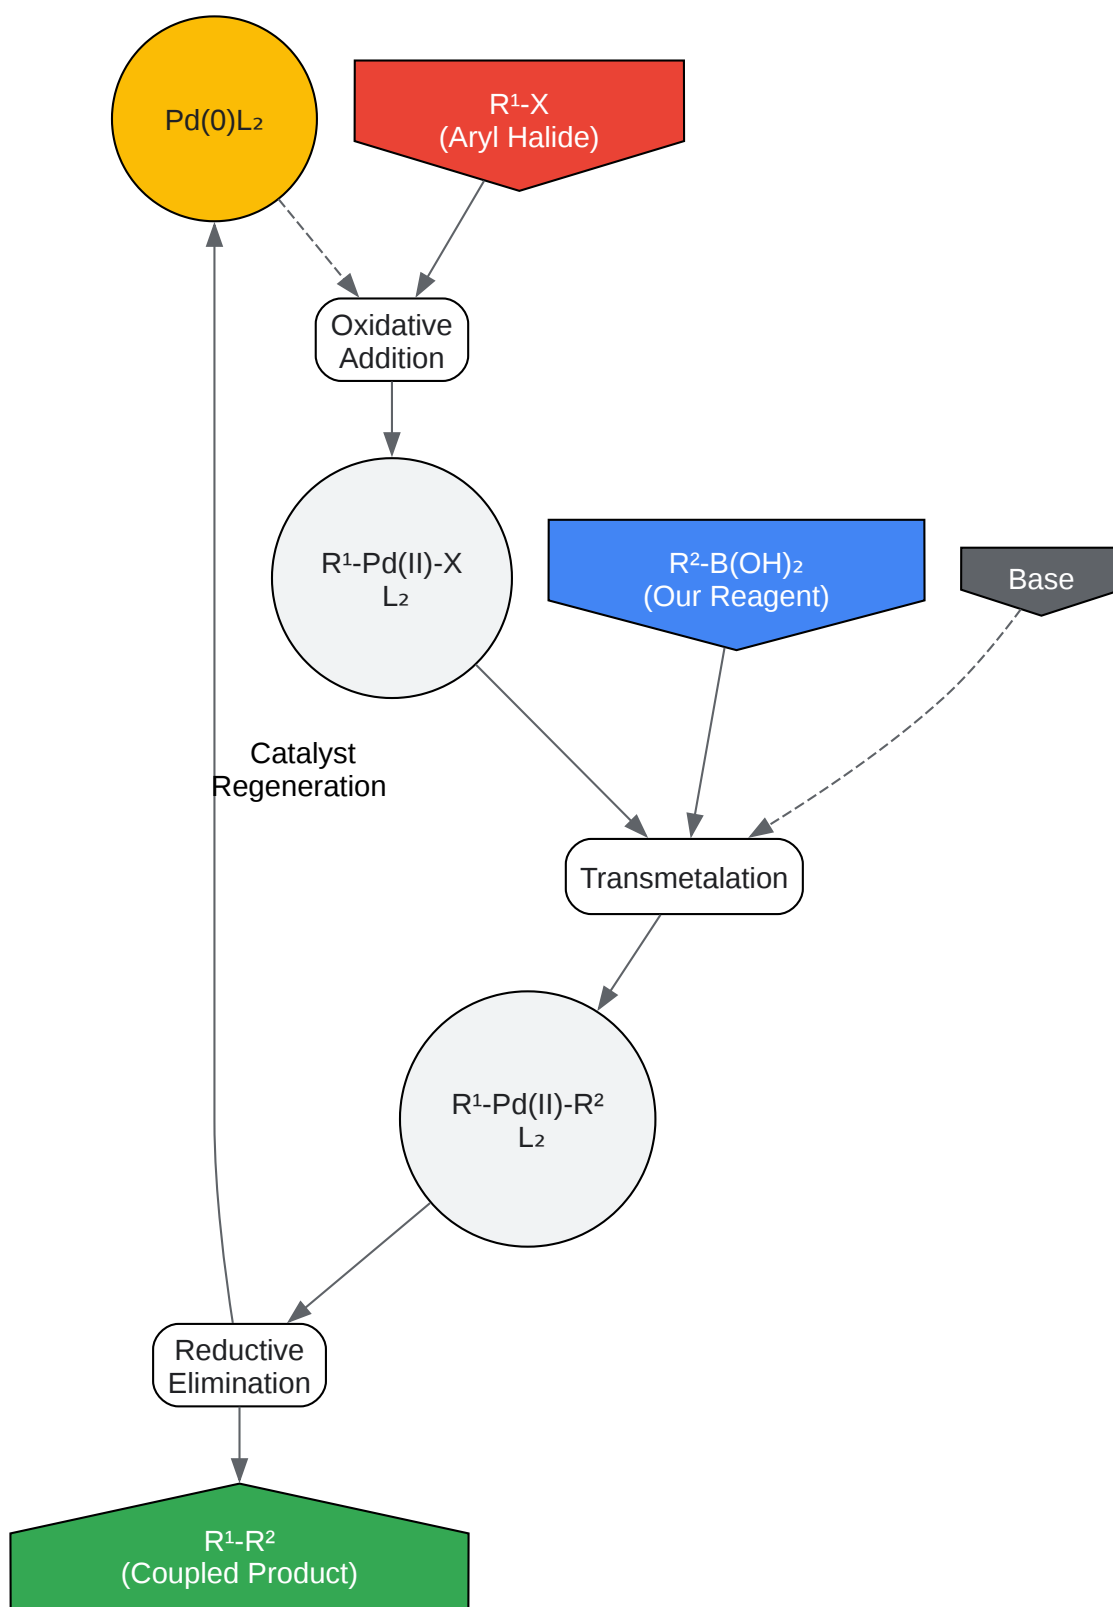 Pd(0)L₂
R¹-X
(Aryl Halide)
Oxidative
Addition
R¹-Pd(II)-X
L₂
R²-B(OH)₂
(Our Reagent)
Base
Catalyst
Regeneration
Transmetalation
R¹-Pd(II)-R²
L₂
Reductive
Elimination
R¹-R²
(Coupled Product)